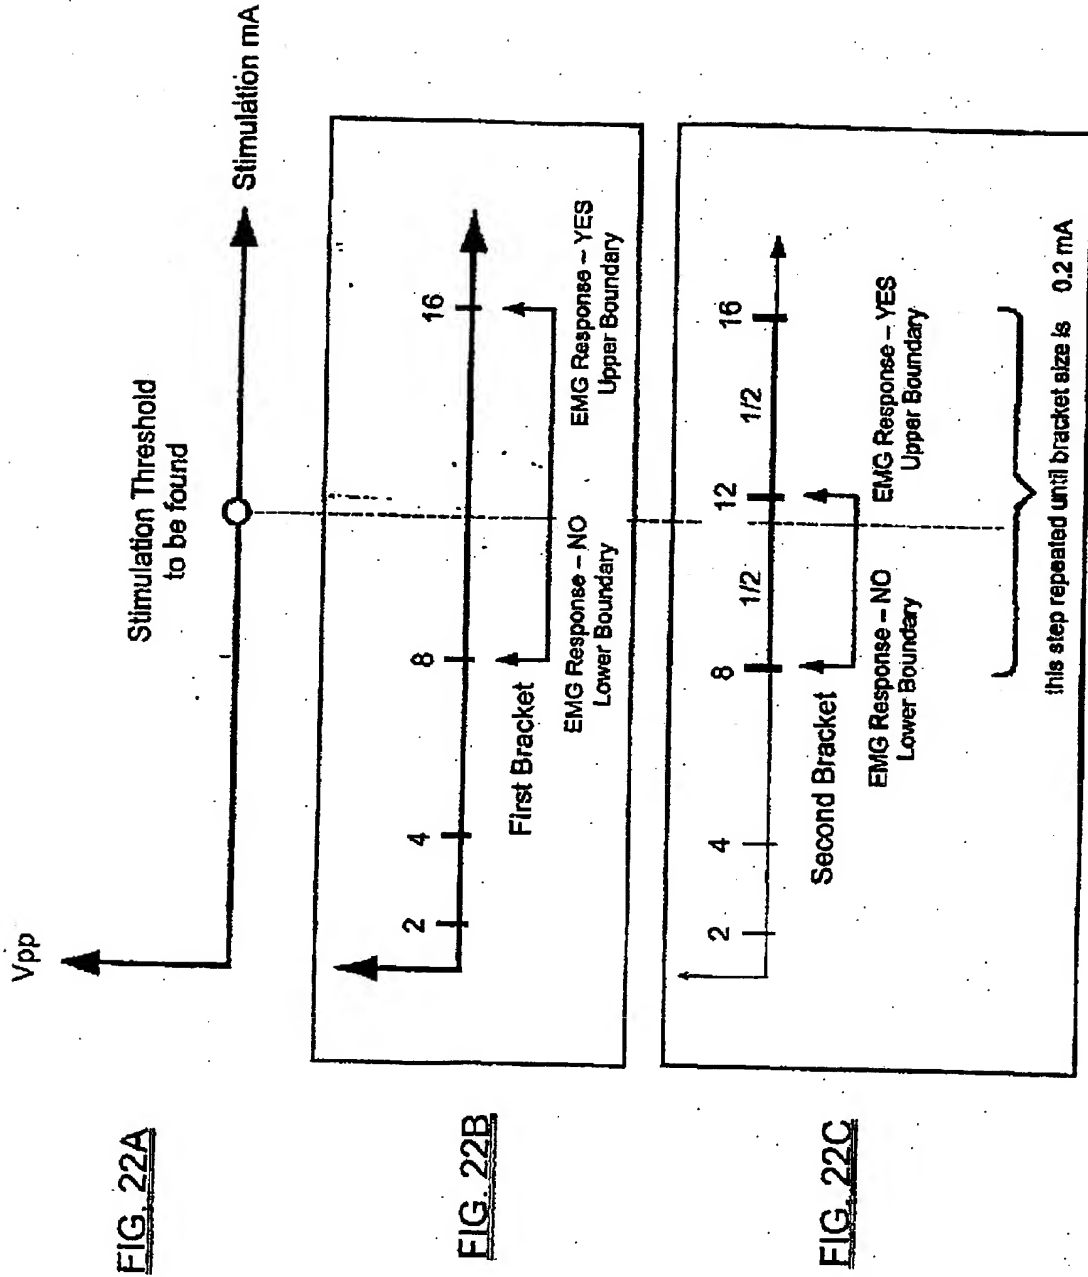 FIG. 22A
Vpp
Stimulation Threshold
to be found
Stimulation mA
FIG. 22B
2
4
8
16
First Bracket
EMG Response – NO
Lower Boundary
EMG Response – YES
Upper Boundary
FIG. 22C
2
4
8
1/2
12
1/2
16
Second Bracket
EMG Response – NO
Lower Boundary
EMG Response – YES
Upper Boundary
this step repeated until bracket size is 0.2 mA